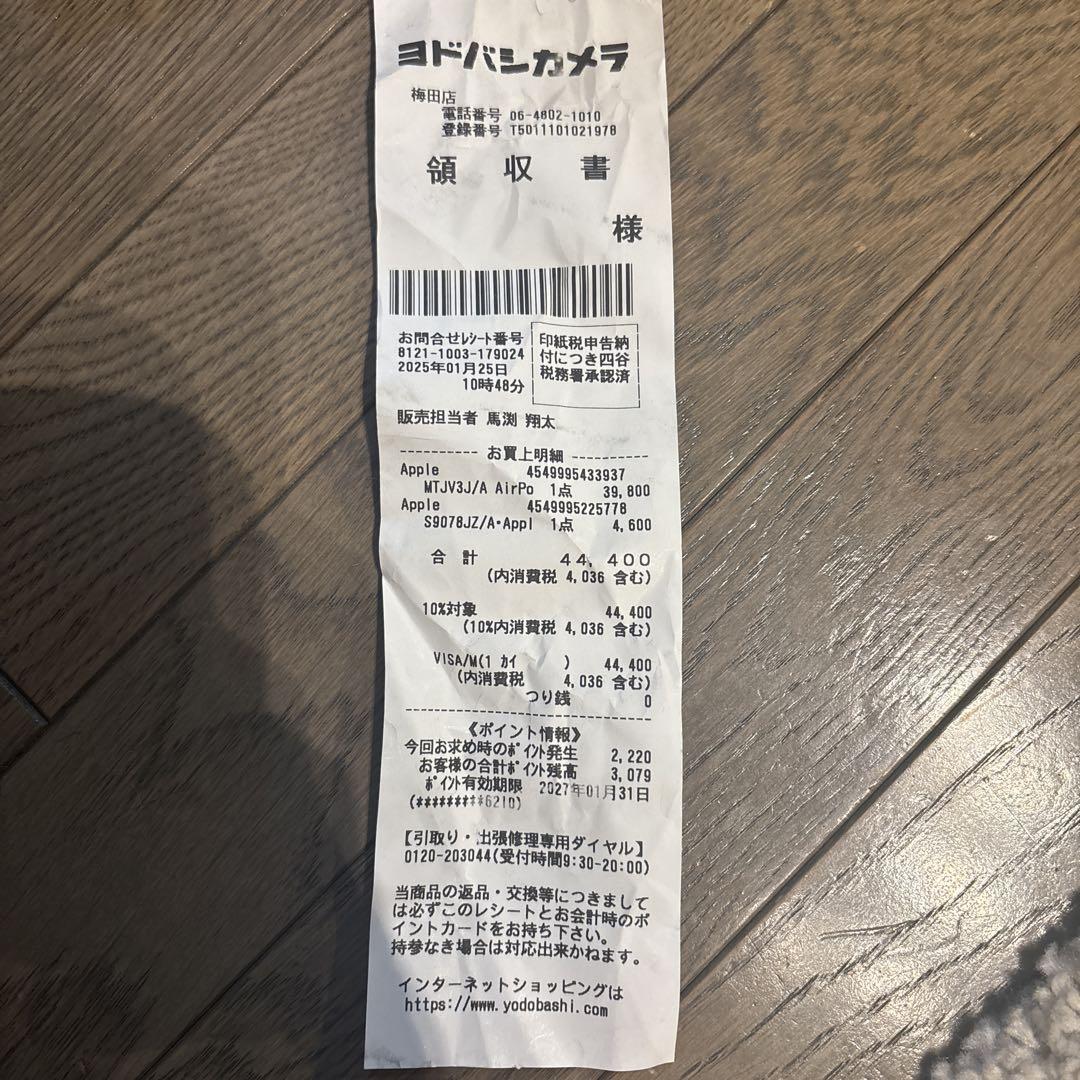 ヨドバシカメラ
梅田店
電話番号 06-4802-1010
登録番号 T5011101021978
領 収 書
様
お問合せﾚｼｰﾄ番号
8121-1003-179024
2025年01月25日
10時48分
印紙税申告納
付につき四谷
税務署承認済
販売担当者 馬渕 翔太
---------- お買上明細 ----------
Apple 4549995433937
MTJV3J/A AirPo 1点 39,800
Apple 4549995225778
S9078JZ/A・Appl 1点 4,600
合 計 44,400
(内消費税 4,036 含む)
10%対象 44,400
(10%内消費税 4,036 含む)
VISA/M(1 ｶｲ ) 44,400
(内消費税 4,036 含む)
つり銭 0
《ポイント情報》
今回お求め時のﾎﾟｲﾝﾄ発生 2,220
お客様の合計ﾎﾟｲﾝﾄ残高 3,079
ﾎﾟｲﾝﾄ有効期限 2027年01月31日
(*********6210)
【引取り・出張修理専用ダイヤル】
0120-203044(受付時間9:30-20:00)
当商品の返品・交換等につきまして
は必ずこのレシートとお会計時のポ
イントカードをお持ち下さい。
持参なき場合は対応出来かねます。
インターネットショッピングは
https://www.yodobashi.com